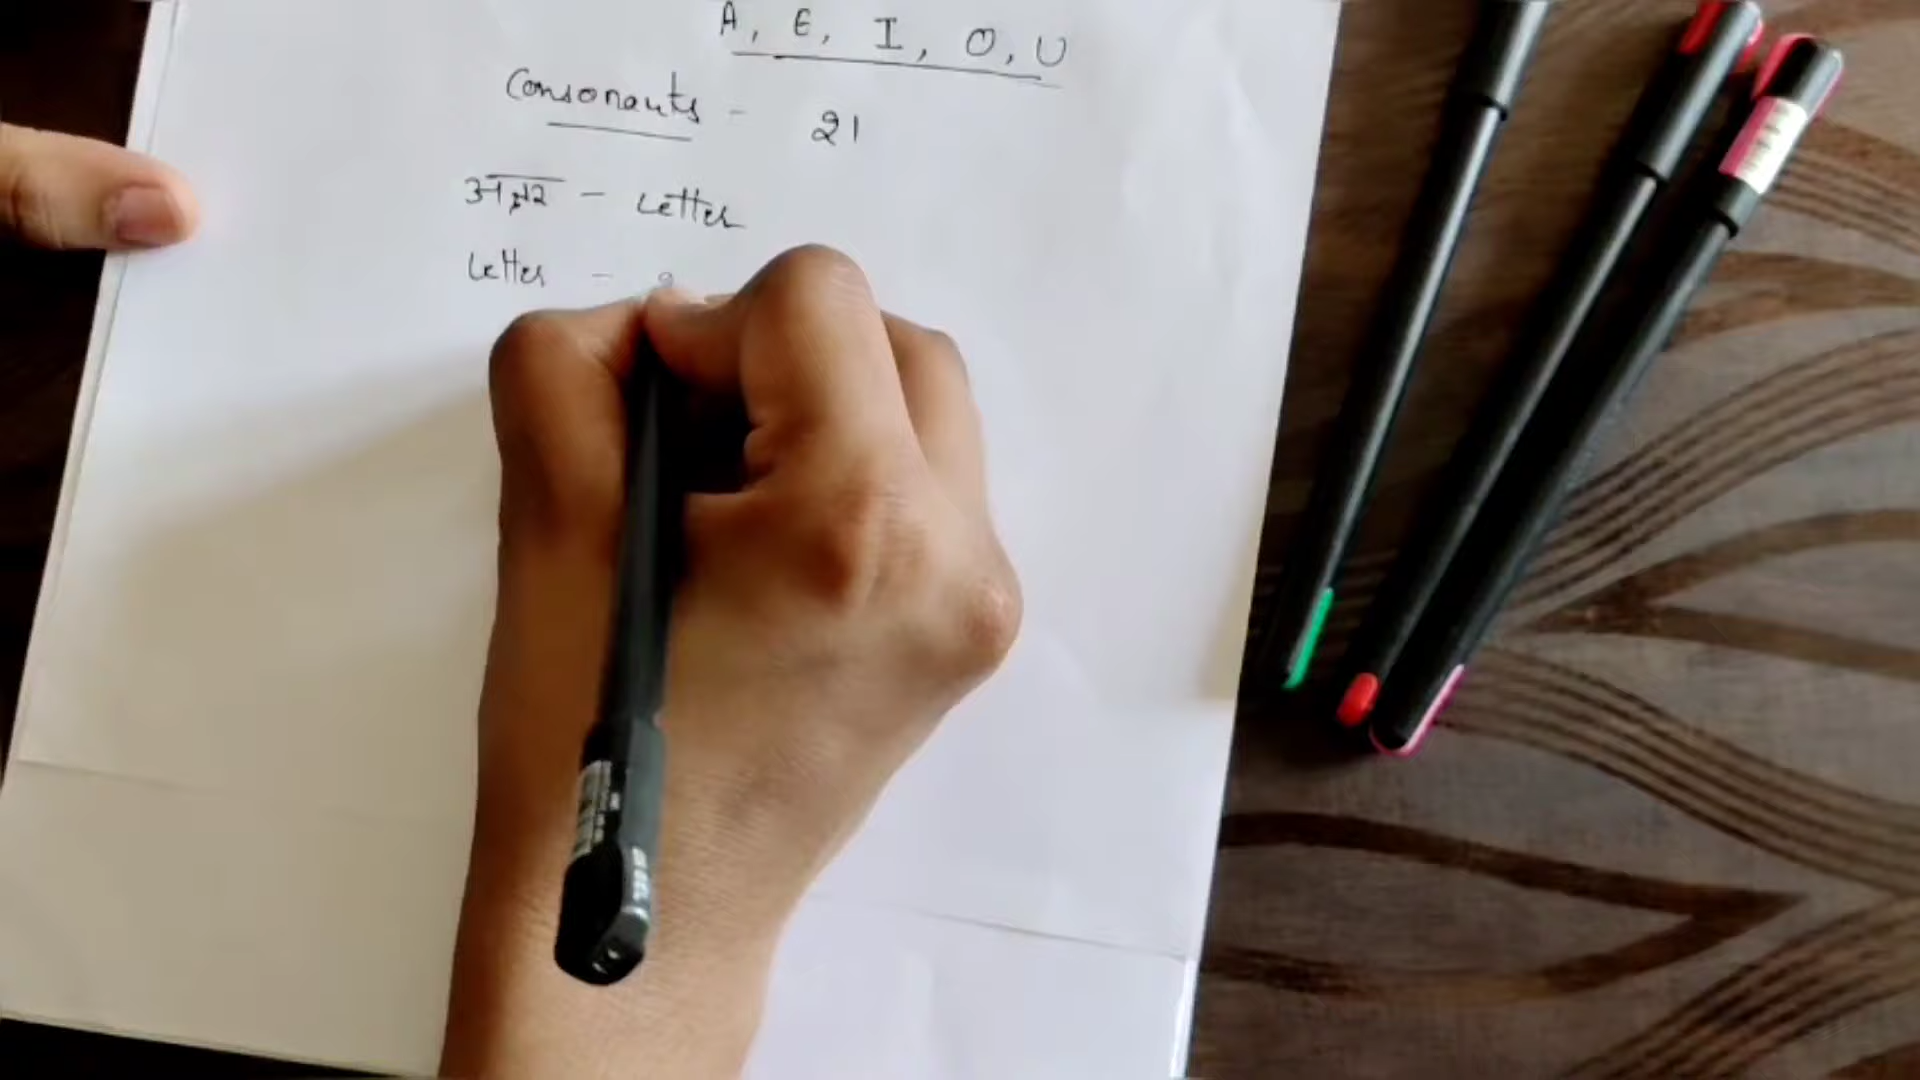 A, E, I, O, U
Consonants - 21
अक्षर - Letter
Letter -